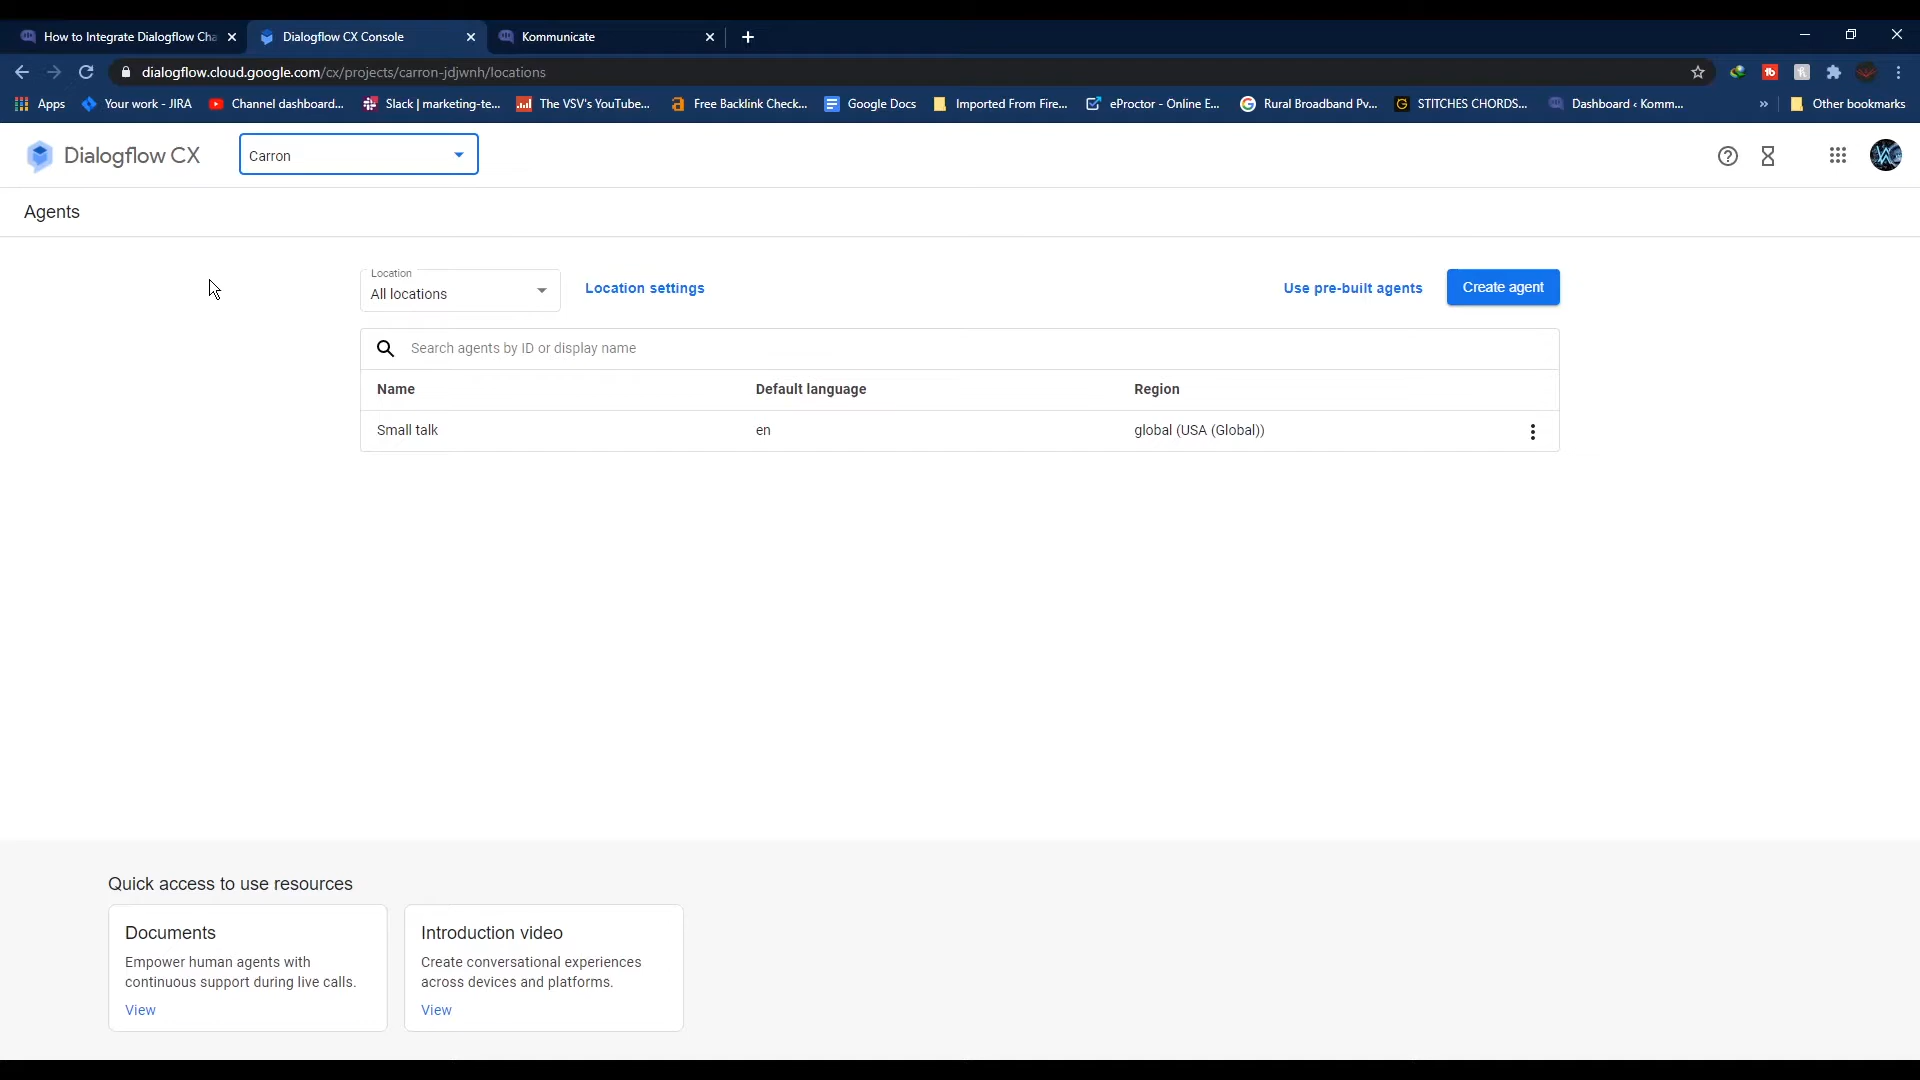 How to Integrate Dialogflow Cha
Dialogflow CX Console
Kommunicate
dialogflow.cloud.google.com/cx/projects/carron-jdjwnh/locations
Apps
Your work - JIRA
Channel dashboard...
Slack | marketing-te...
The VSV's YouTube...
Free Backlink Check...
Google Docs
Imported From Fire...
eProctor - Online E...
Rural Broadband Pv...
STITCHES CHORDS...
Dashboard ‹ Komm...
»
Other bookmarks
Dialogflow CX
Carron
Agents
Location
All locations
Location settings
Use pre-built agents
Create agent
Search agents by ID or display name
Name Default language Region
Small talk en global (USA (Global))
Quick access to use resources
Documents
Empower human agents with
continuous support during live calls.
View
Introduction video
Create conversational experiences
across devices and platforms.
View